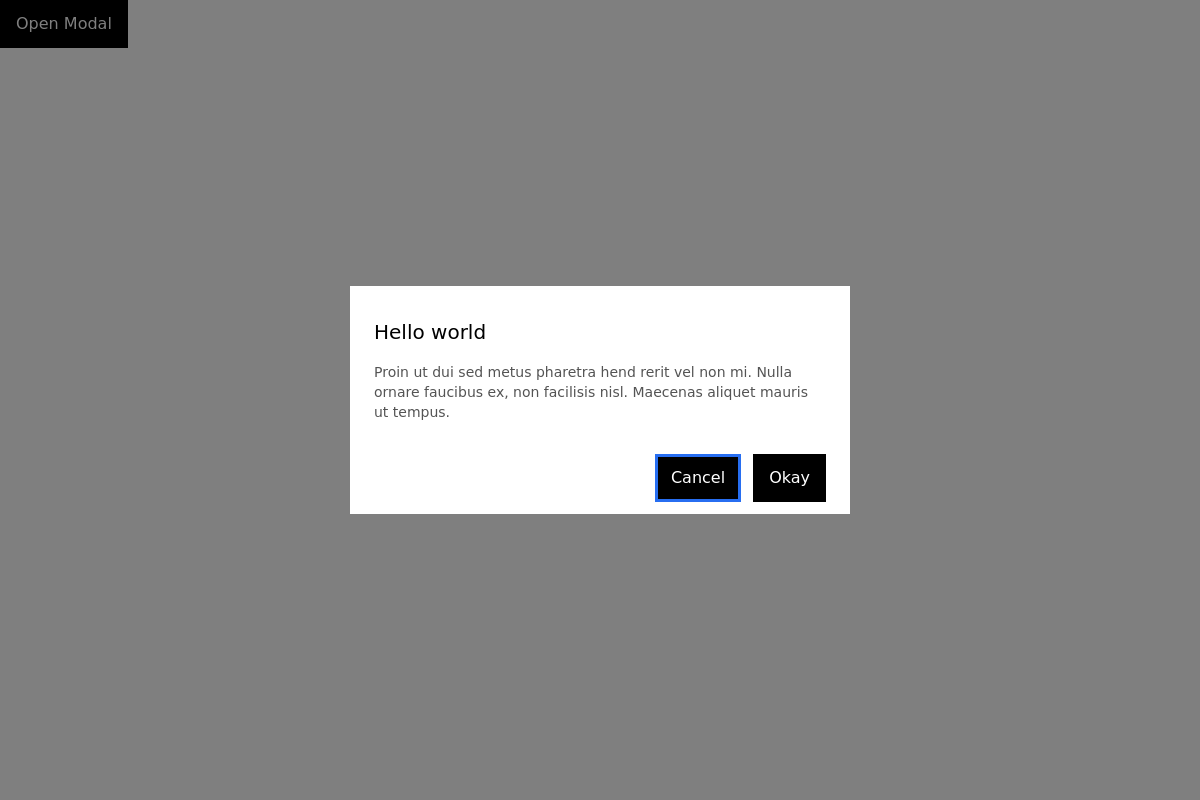 Open Modal
Hello world
Proin ut dui sed metus pharetra hend rerit vel non mi. Nulla
ornare faucibus ex, non facilisis nisl. Maecenas aliquet mauris
ut tempus.
Cancel
Okay